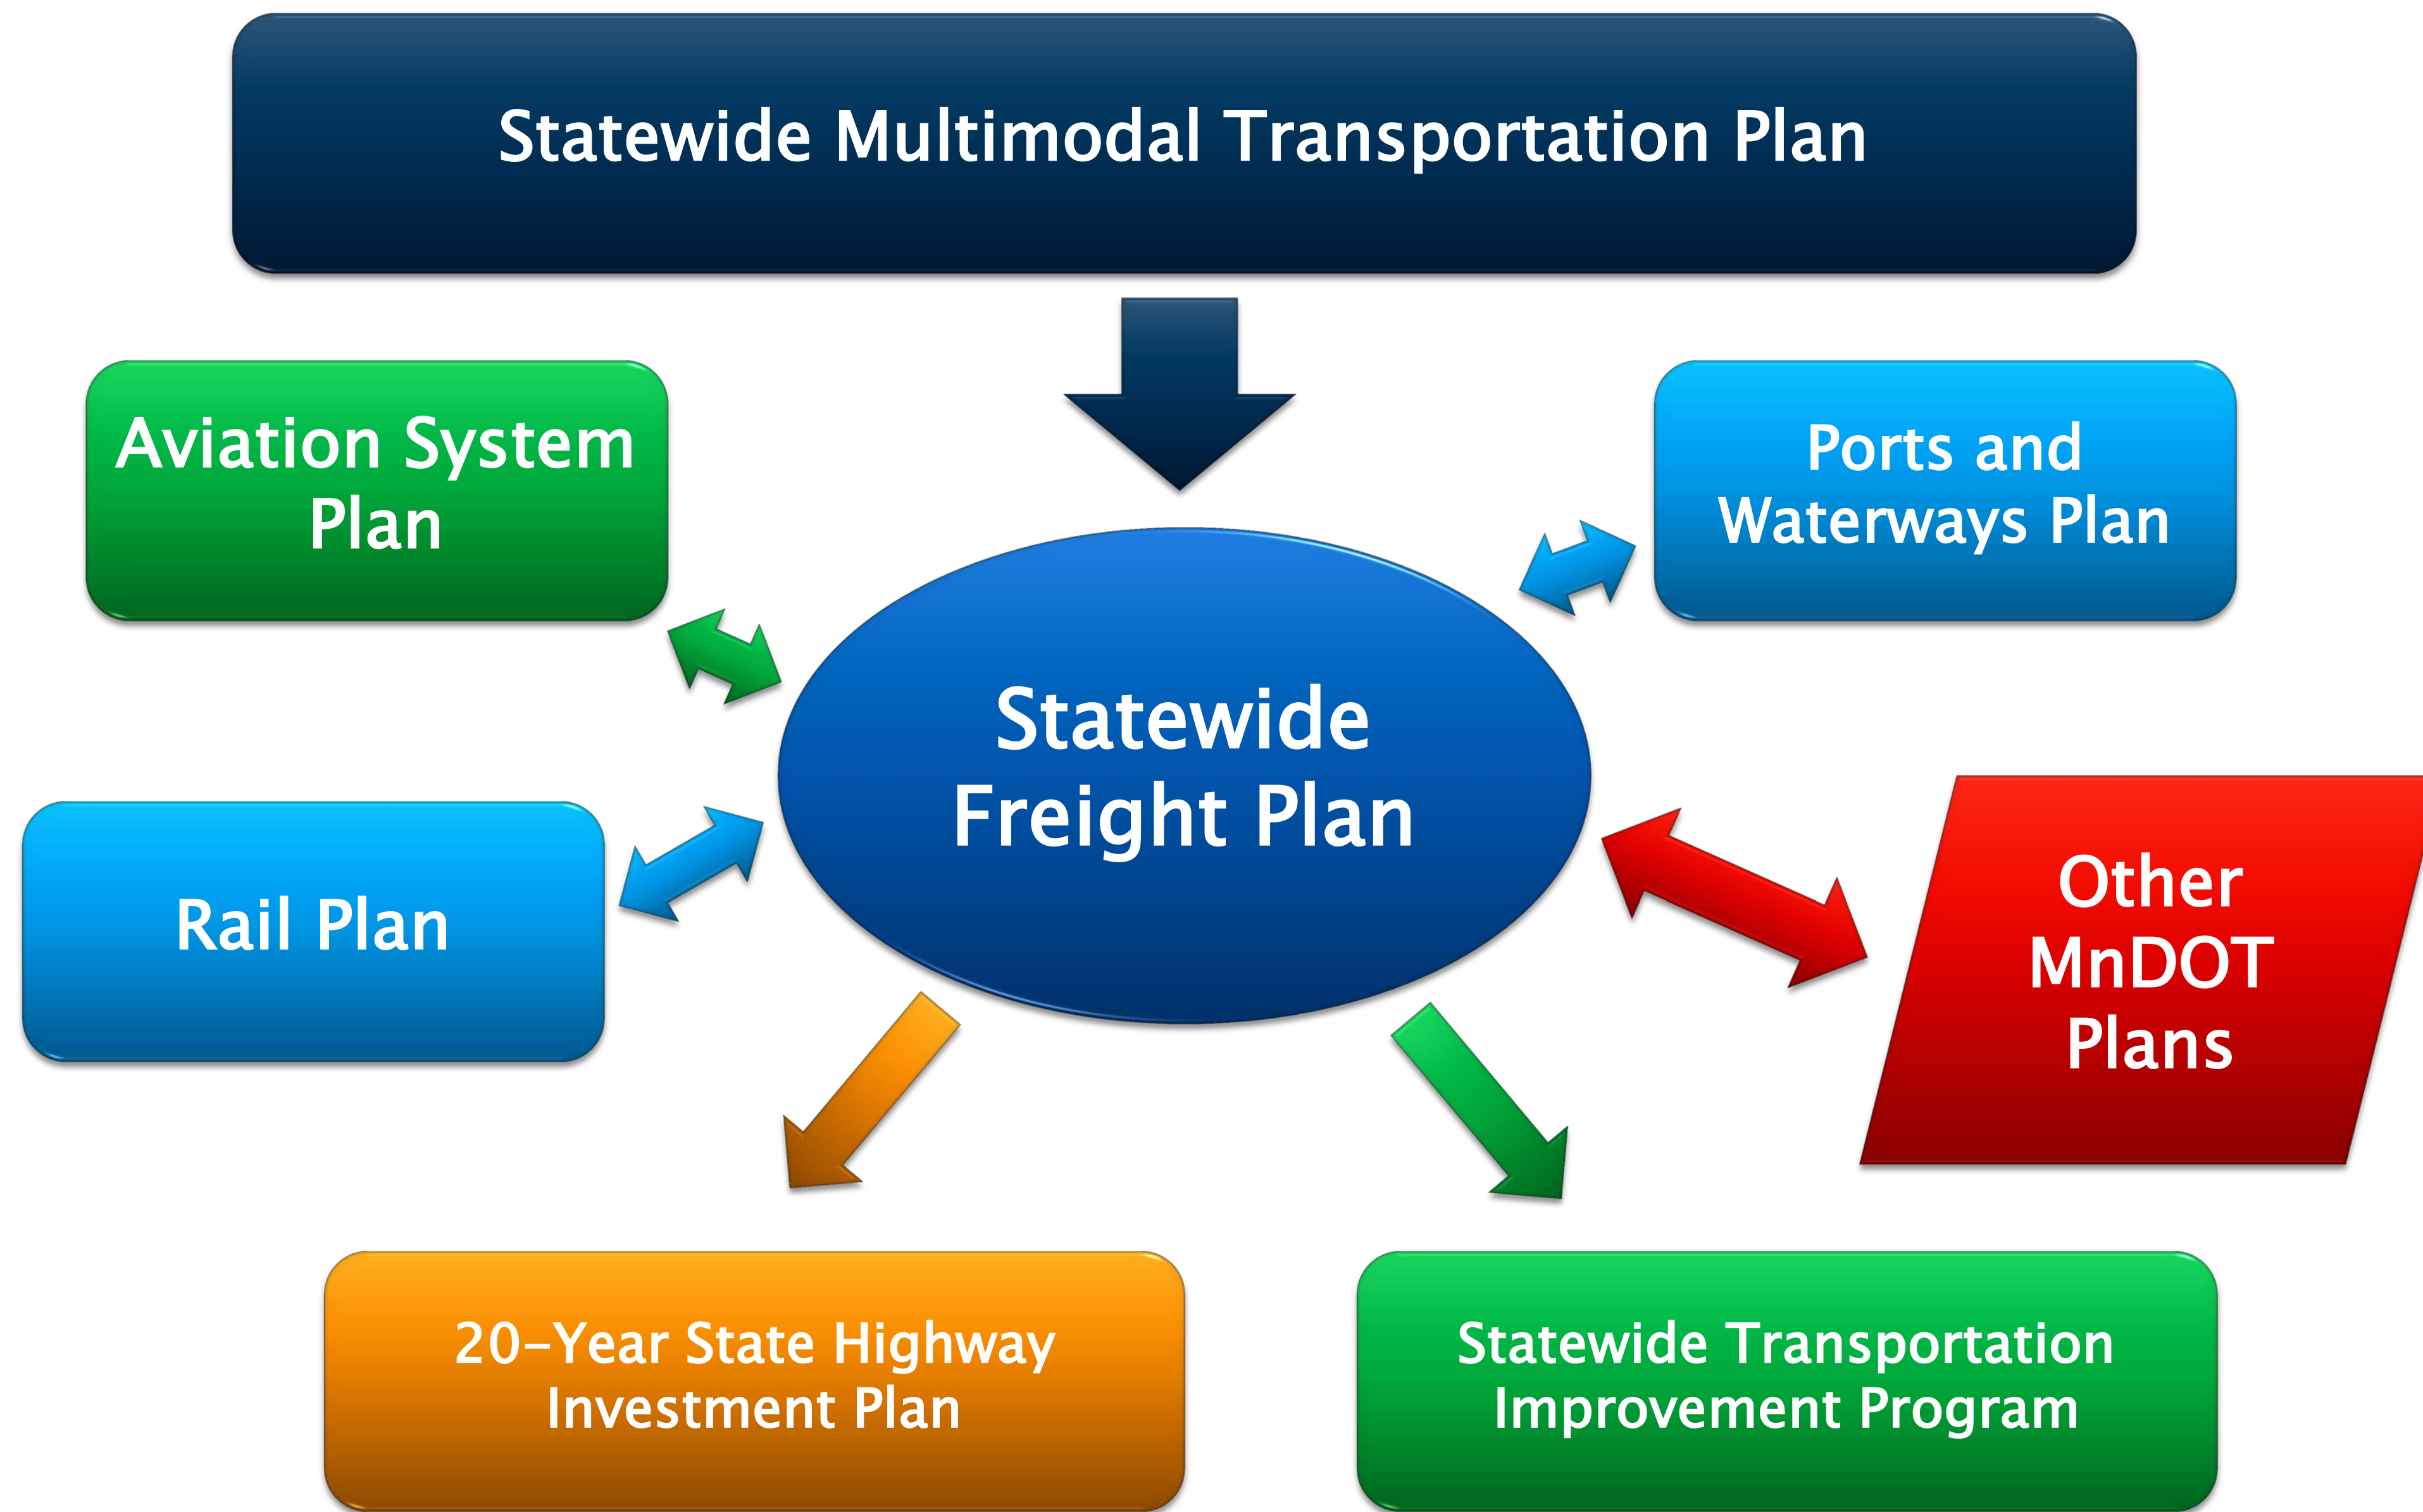 Statewide Multimodal Transportation Plan
Aviation System
Plan
Ports and
Waterways Plan
Statewide
Freight Plan
Rail Plan
Other
MnDOT
Plans
20-Year State Highway
Investment Plan
Statewide Transportation
Improvement Program